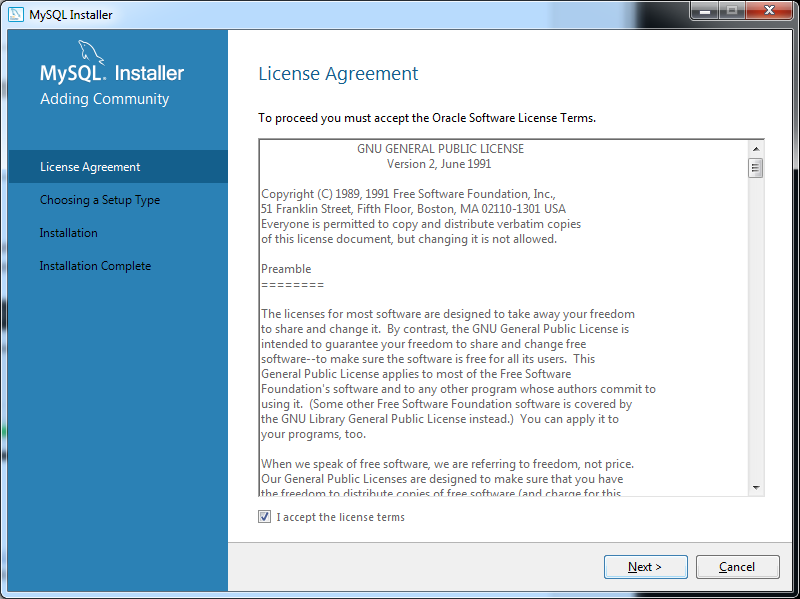 MySQL Installer
MySQL. Installer
Adding Community
License Agreement
Choosing a Setup Type
Installation
Installation Complete
License Agreement
To proceed you must accept the Oracle Software License Terms.
GNU GENERAL PUBLIC LICENSE
Version 2, June 1991
Copyright (C) 1989, 1991 Free Software Foundation, Inc.,
51 Franklin Street, Fifth Floor, Boston, MA 02110-1301 USA
Everyone is permitted to copy and distribute verbatim copies
of this license document, but changing it is not allowed.
Preamble
========
The licenses for most software are designed to take away your freedom
to share and change it.  By contrast, the GNU General Public License is
intended to guarantee your freedom to share and change free
software--to make sure the software is free for all its users.  This
General Public License applies to most of the Free Software
Foundation's software and to any other program whose authors commit to
using it.  (Some other Free Software Foundation software is covered by
the GNU Library General Public License instead.)  You can apply it to
your programs, too.
When we speak of free software, we are referring to freedom, not price.
Our General Public Licenses are designed to make sure that you have
the freedom to distribute copies of free software (and charge for this
I accept the license terms
Next >
Cancel